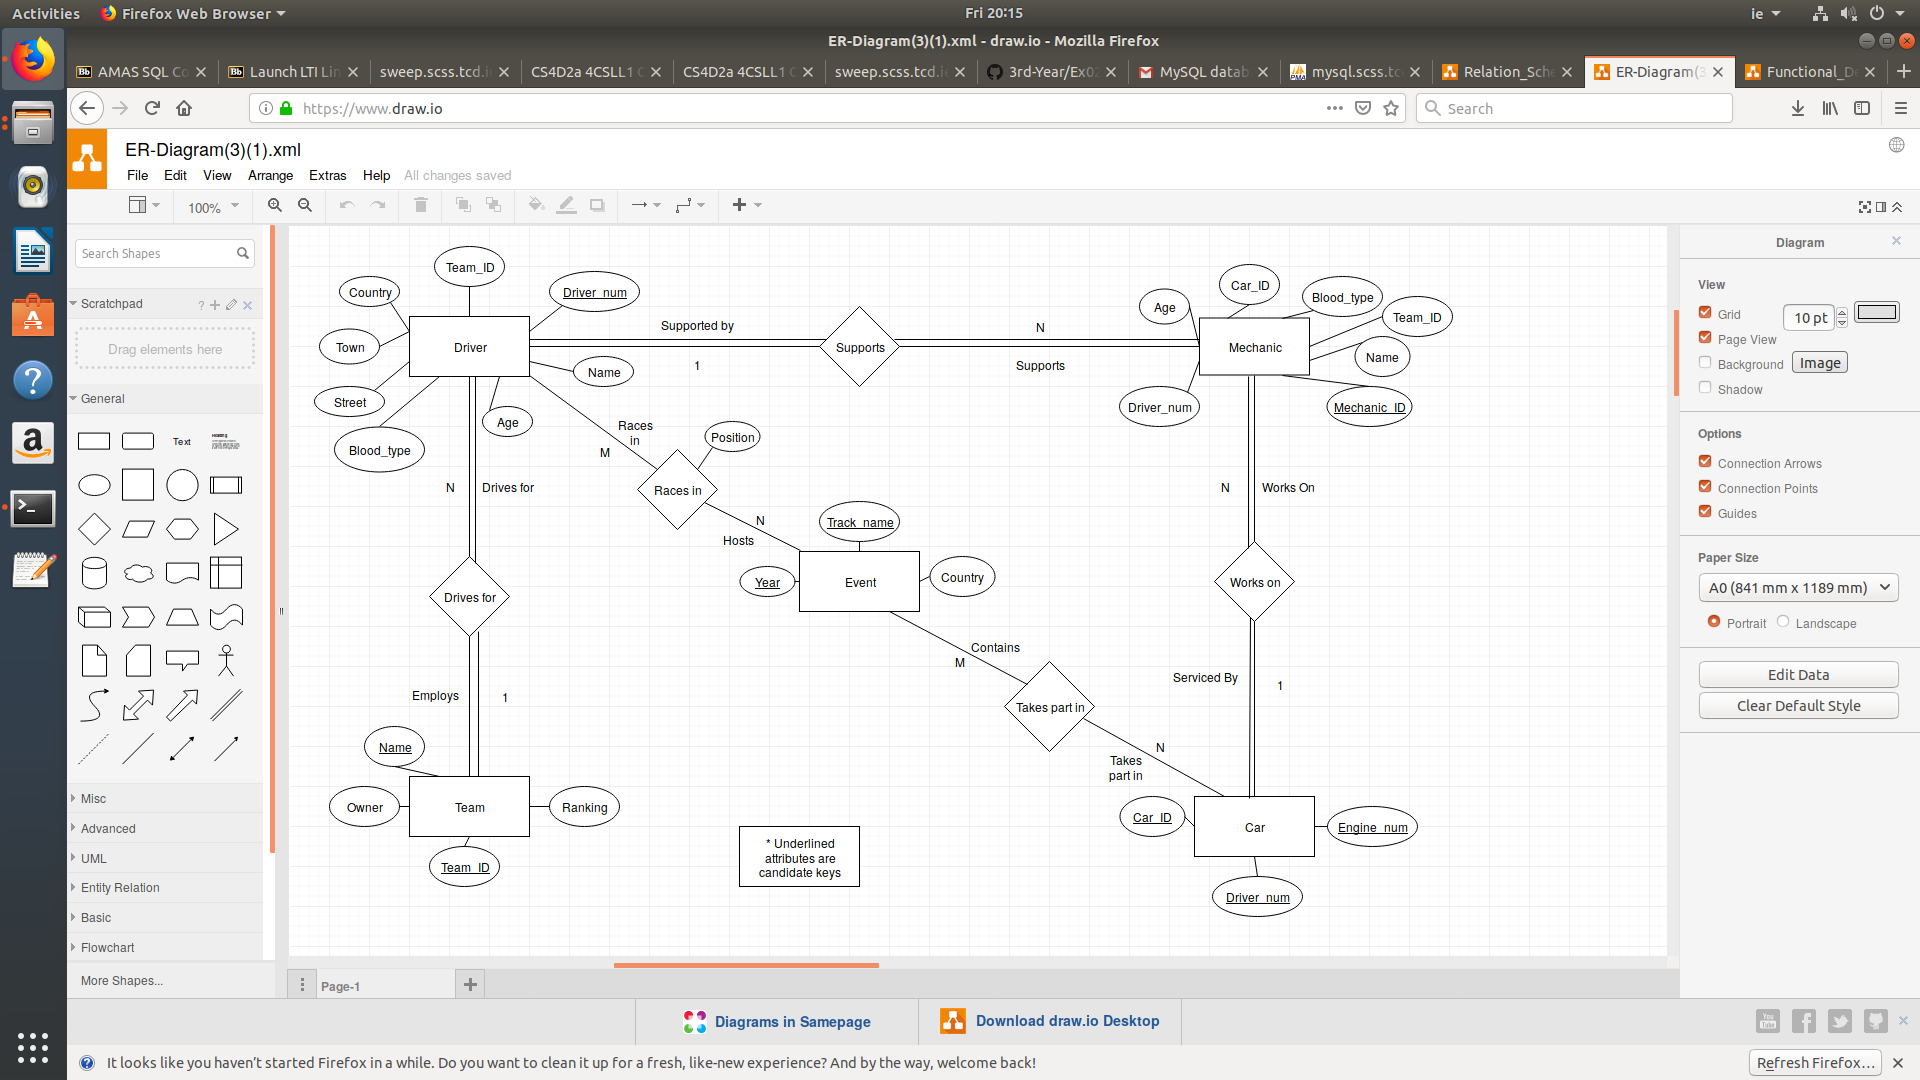 Activities
Firefox Web Browser
Fri 20:15
ie
ER-Diagram(3)(1).xml - draw.io - Mozilla Firefox
AMAS SQL Co
Launch LTI Lin
sweep.scss.tcd.i
CS4D2a 4CSLL1
CS4D2a 4CSLL1
sweep.scss.tcd.i
3rd-Year/Ex0
MySQL datab
mysql.scss.tc
Relation_Sch
ER-Diagram(3
Functional_D
https://www.draw.io
Search
ER-Diagram(3)(1).xml
File Edit View Arrange Extras Help All changes saved
100%
Search Shapes
Scratchpad
?
Drag elements here
General
Text
Heading
Misc
Advanced
UML
Entity Relation
Basic
Flowchart
More Shapes...
Team_ID
Country
Driver_num
Town
Driver
Name
Street
Age
Blood_type
Supported by
1
Supports
N
Supports
Car_ID
Age
Blood_type
Team_ID
Mechanic
Name
Driver_num
Mechanic_ID
Races
in
M
Position
Races in
N
Hosts
N
Drives for
Drives for
Employs
1
Track_name
Year
Event
Country
N
Works On
Works on
Serviced By
1
Contains
M
Takes part in
N
Takes
part in
Name
Owner
Team
Ranking
Team_ID
* Underlined
attributes are
candidate keys
Car_ID
Car
Engine_num
Driver_num
Diagram
View
Grid
10 pt
Page View
Background
Image
Shadow
Options
Connection Arrows
Connection Points
Guides
Paper Size
A0 (841 mm x 1189 mm)
Portrait
Landscape
Edit Data
Clear Default Style
Page-1
Diagrams in Samepage
Download draw.io Desktop
You
Tube
It looks like you haven't started Firefox in a while. Do you want to clean it up for a fresh, like-new experience? And by the way, welcome back!
Refresh Firefox...